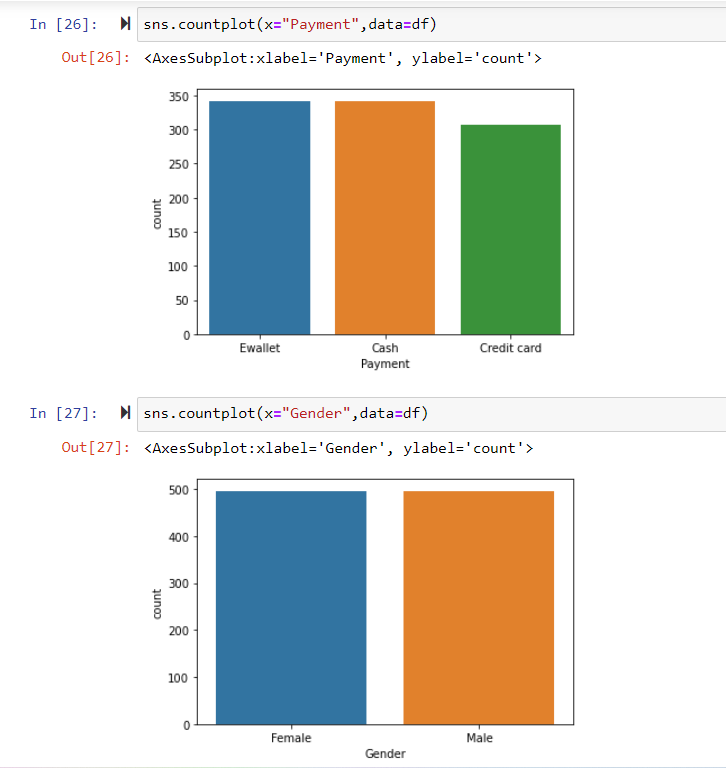 In [26]: sns.countplot(x="Payment",data=df)
Out[26]: <AxesSubplot:xlabel='Payment', ylabel='count'>
350
300
250
200
150
100
50
0
count
Ewallet Cash Credit card
Payment
In [27]: sns.countplot(x="Gender",data=df)
Out[27]: <AxesSubplot:xlabel='Gender', ylabel='count'>
500
400
300
200
100
0
count
Female Male
Gender